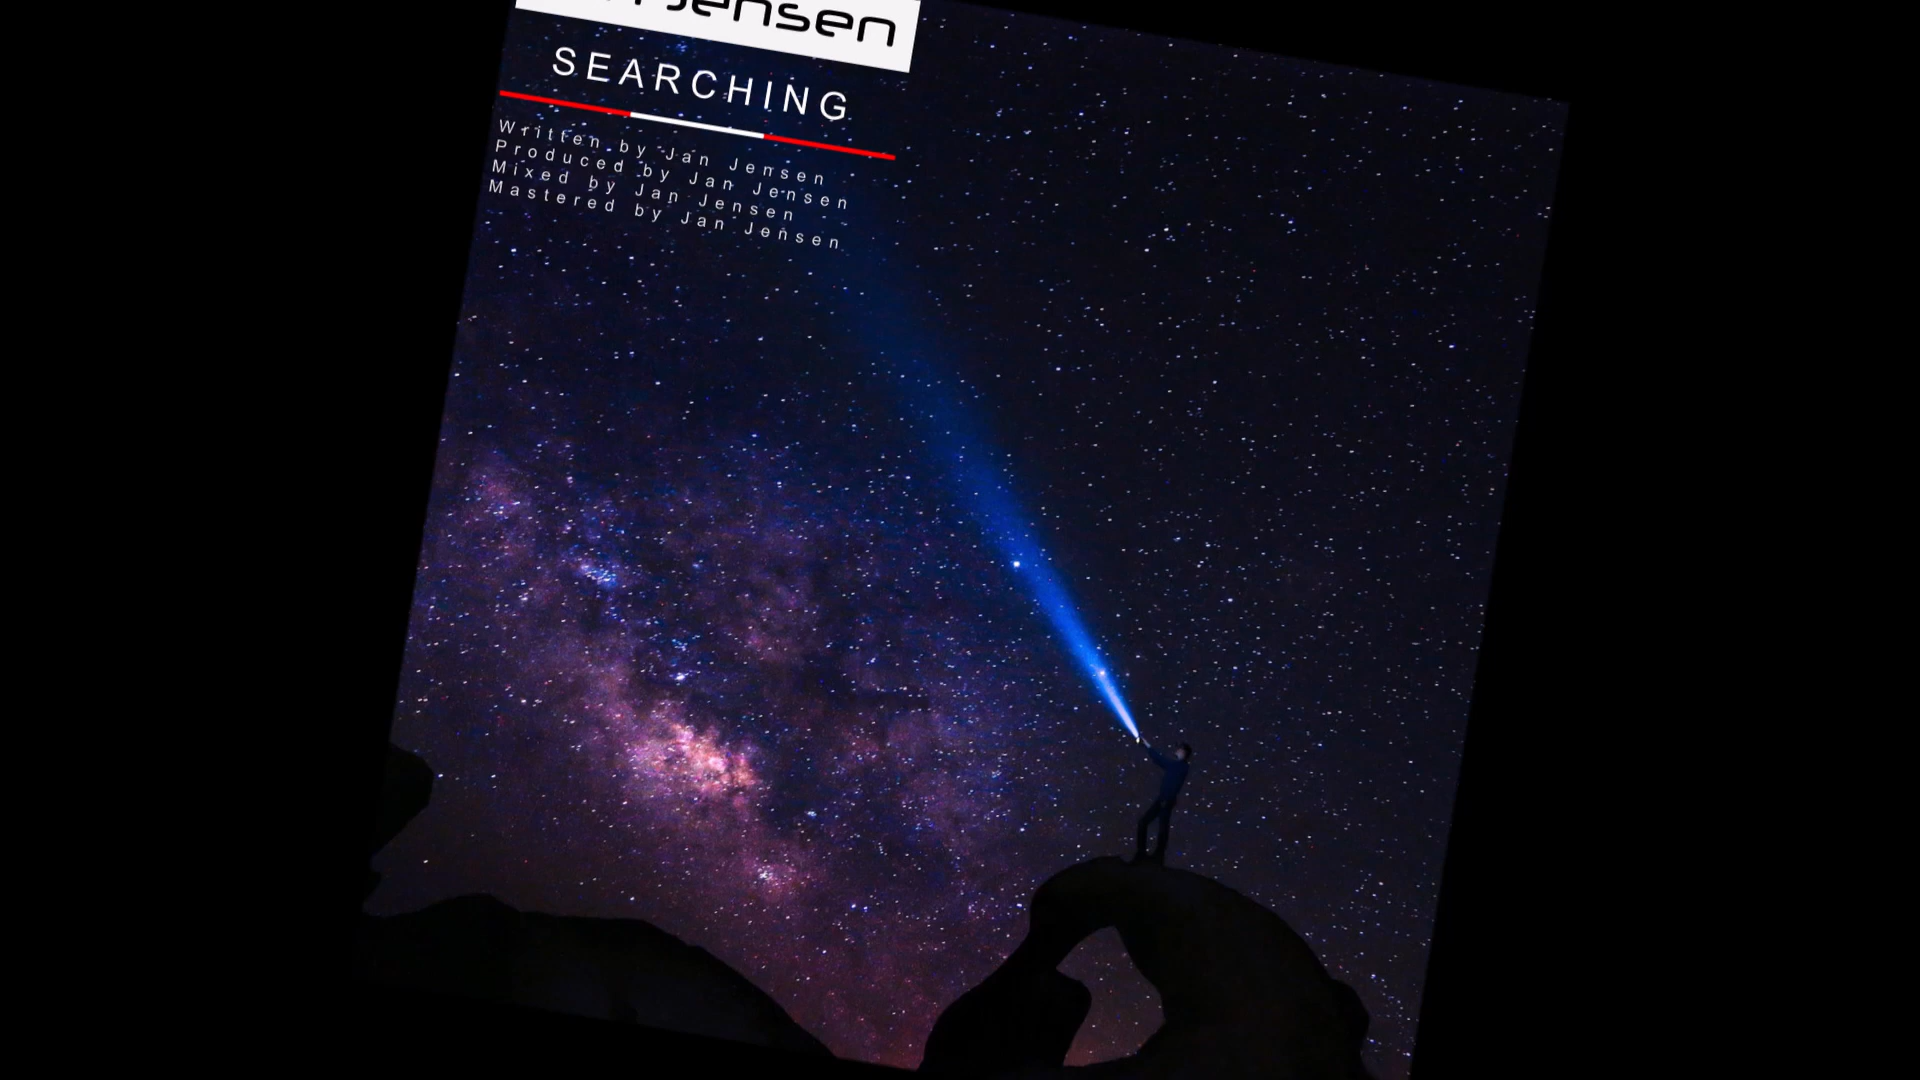 Jensen
SEARCHING
Written by Jan Jensen
Produced by Jan Jensen
Mixed by Jan Jensen
Mastered by Jan Jensen